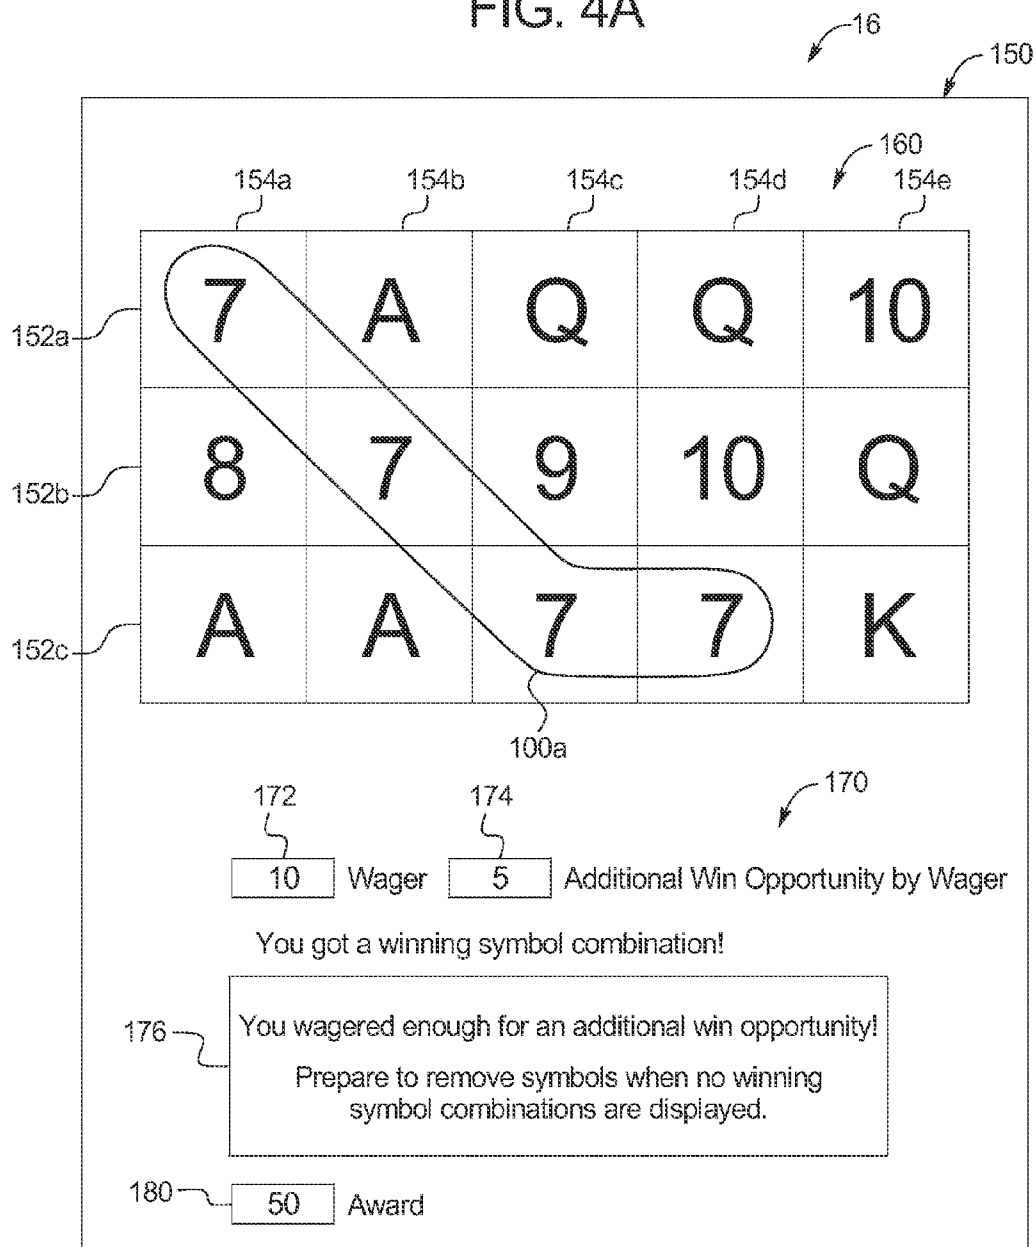 FIG. 4A
16
150
160
154a 154b 154c 154d 154e
152a 7 A Q Q 10
152b 8 7 9 10 Q
152c A A 7 7 K
100a
170
172 174
10 Wager 5 Additional Win Opportunity by Wager
You got a winning symbol combination!
176 You wagered enough for an additional win opportunity!
Prepare to remove symbols when no winning
symbol combinations are displayed.
180 50 Award